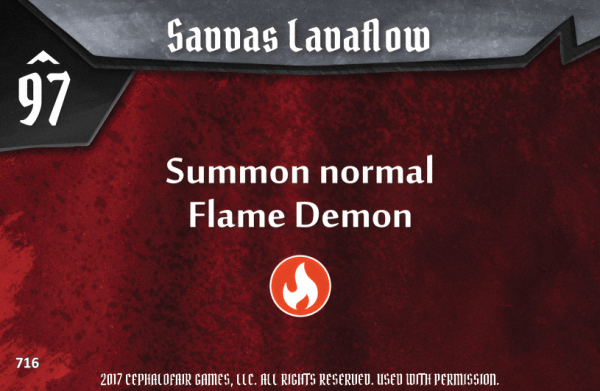 Savvas Lavaflow
97
Summon normal
Flame Demon
716
2017 CEPHALOFAIR GAMES, LLC. ALL RIGHTS RESERVED. USED WITH PERMISSION.